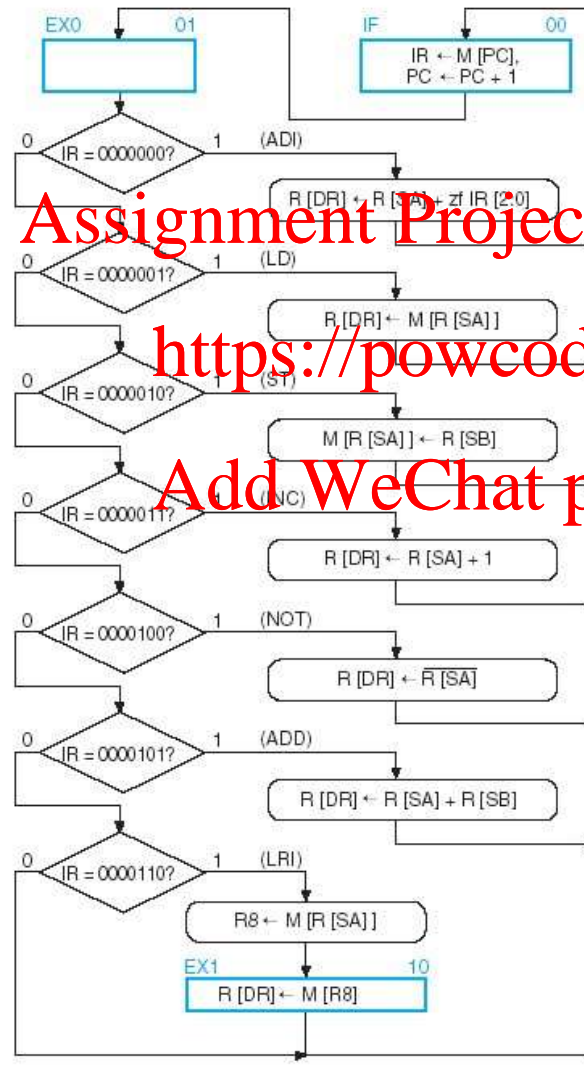 EX0 01
IF 00
IR ← M [PC],
PC ← PC + 1
0 IR = 0000000? 1 (ADI)
R [DR] ← R [SA] + zf IR [2:0]
Assignment Projec
0 IR = 0000001? 1 (LD)
R [DR] ← M [R [SA] ]
https://powcod
0 IR = 0000010? 1 (ST)
M [R [SA] ] ← R [SB]
Add WeChat p
0 IR = 0000011? 1 (INC)
R [DR] ← R [SA] + 1
0 IR = 0000100? 1 (NOT)
R [DR] ← R̅ ̅[̅S̅A̅]̅
0 IR = 0000101? 1 (ADD)
R [DR] ← R [SA] + R [SB]
0 IR = 0000110? 1 (LRI)
R8 ← M [R [SA] ]
EX1 10
R [DR] ← M [R8]